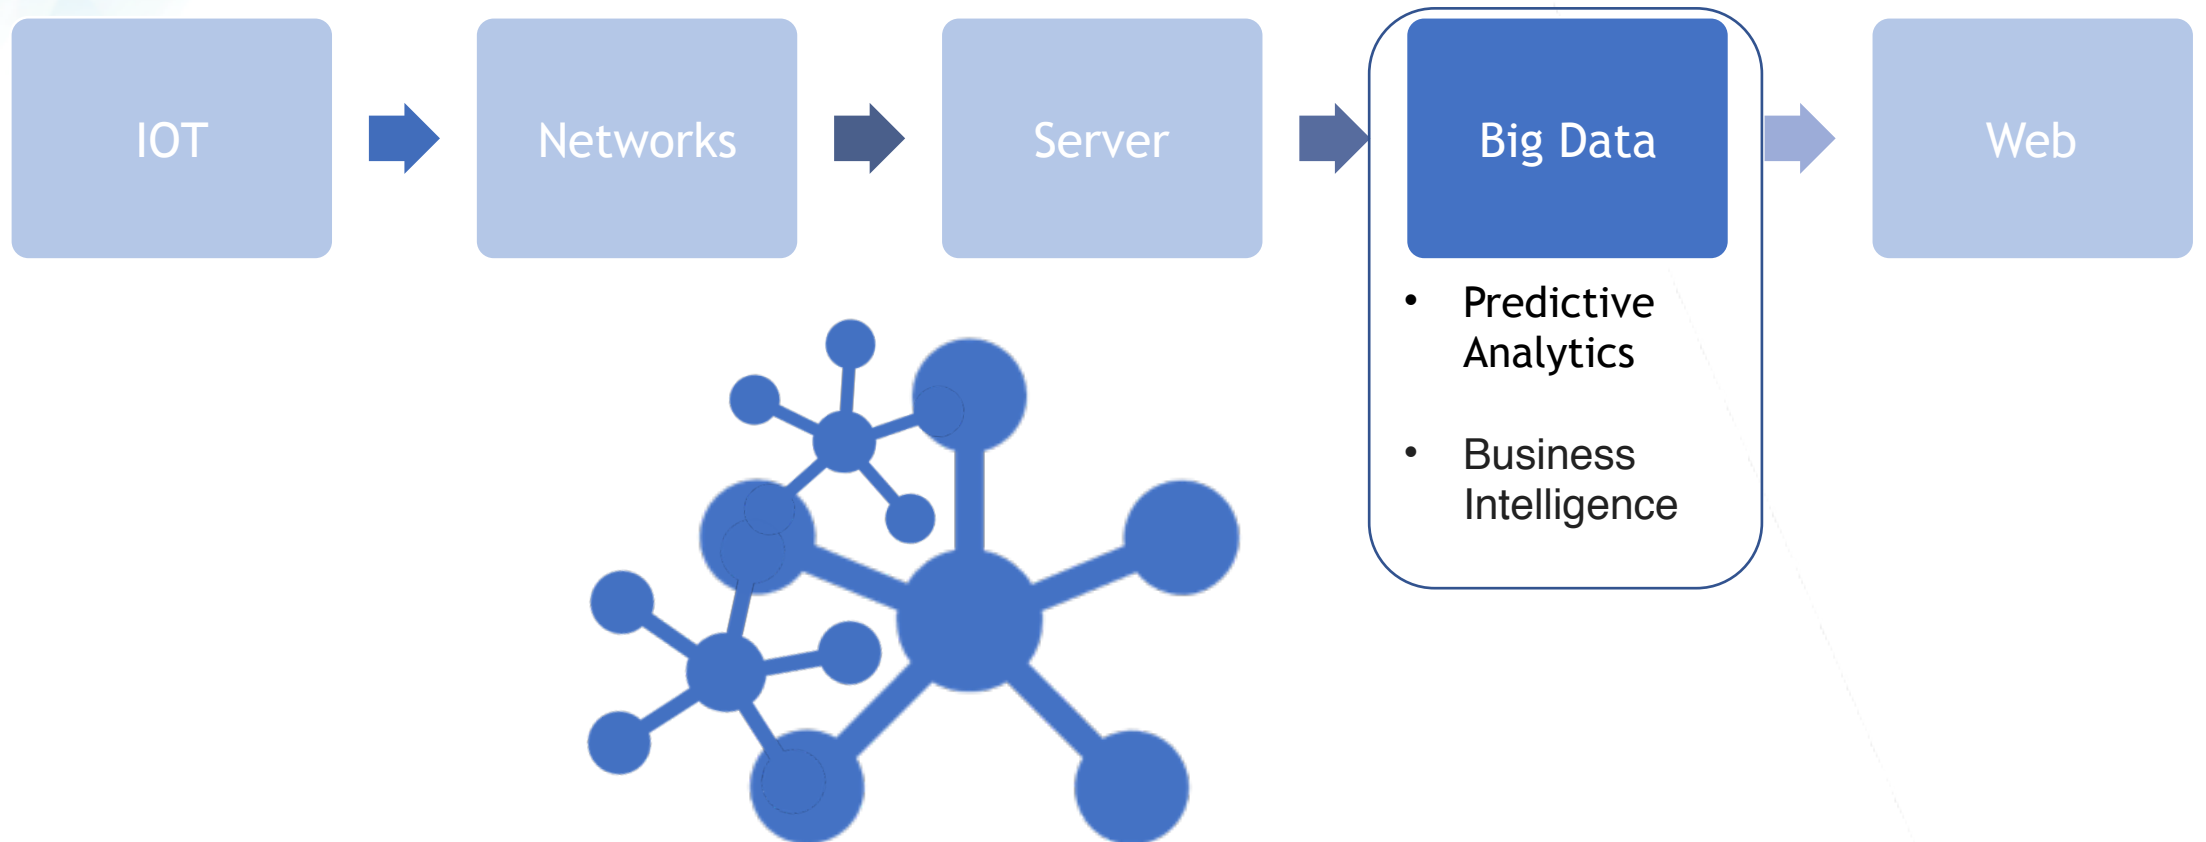 IOT
Networks
Server
Big Data
Web
• Predictive
Analytics
• Business
Intelligence